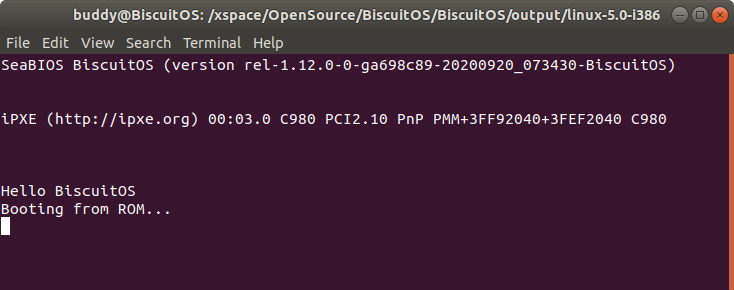 buddy@BiscuitOS: /xspace/OpenSource/BiscuitOS/BiscuitOS/output/linux-5.0-i386
File Edit View Search Terminal Help
SeaBIOS BiscuitOS (version rel-1.12.0-0-ga698c89-20200920_073430-BiscuitOS)
iPXE (http://ipxe.org) 00:03.0 C980 PCI2.10 PnP PMM+3FF92040+3FEF2040 C980
Hello BiscuitOS
Booting from ROM...